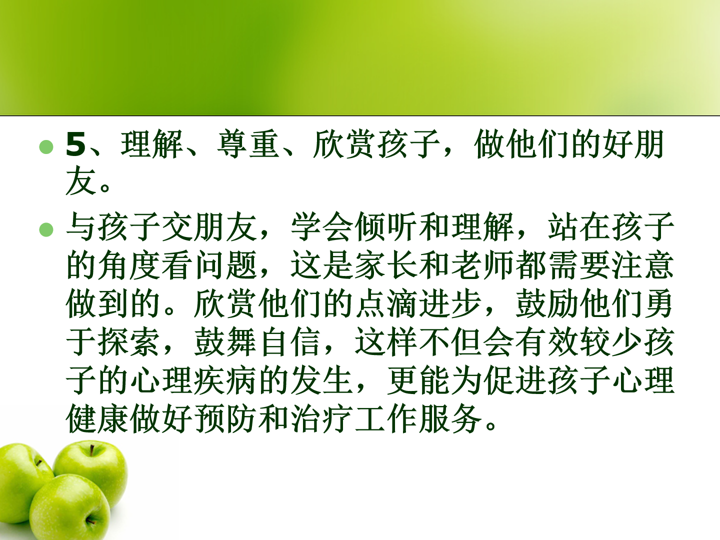 5、理解、尊重、欣赏孩子，做他们的好朋
友。
与孩子交朋友，学会倾听和理解，站在孩子
的角度看问题，这是家长和老师都需要注意
做到的。欣赏他们的点滴进步，鼓励他们勇
于探索，鼓舞自信，这样不但会有效较少孩
子的心理疾病的发生，更能为促进孩子心理
健康做好预防和治疗工作服务。